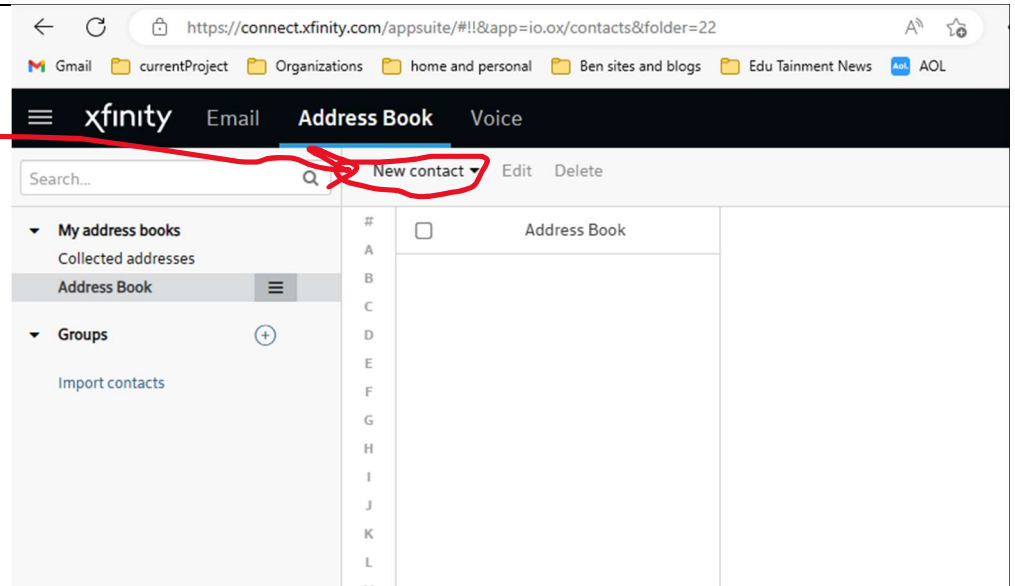 https://connect.xfinity.com/appsuite/#!!&app=io.ox/contacts&folder=22
Gmail currentProject Organizations home and personal Ben sites and blogs Edu Tainment News Aol. AOL
xfinity Email Address Book Voice
Search... New contact Edit Delete
My address books
Collected addresses
Address Book
Groups
Import contacts
Address Book
#
A
B
C
D
E
F
G
H
I
J
K
L